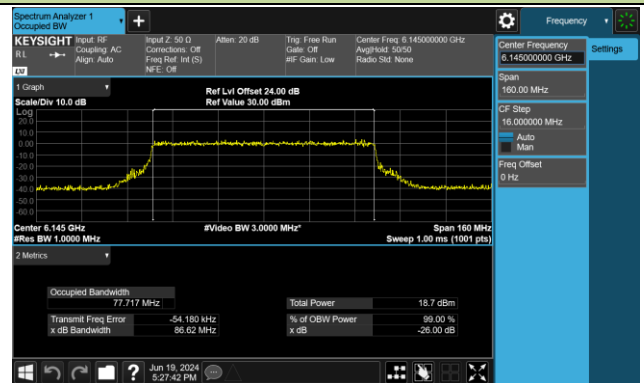 Spectrum Analyzer 1
Occupied BW
Frequency
KEYSIGHT
RL
LXI
Input: RF
Coupling: AC
Align: Auto
Input Z: 50 Ω
Corrections: Off
Freq Ref: Int (S)
NFE: Off
Atten: 20 dB
Trig: Free Run
Gate: Off
#IF Gain: Low
Center Freq: 6.145000000 GHz
Avg|Hold: 50/50
Radio Std: None
Center Frequency
6.145000000 GHz
Settings
Span
160.00 MHz
CF Step
16.000000 MHz
Auto
Man
Freq Offset
0 Hz
1 Graph
Ref Lvl Offset 24.00 dB
Scale/Div 10.0 dB
Ref Value 30.00 dBm
Log
20.0
10.0
0.00
-10.0
-20.0
-30.0
-40.0
-50.0
-60.0
Center 6.145 GHz
#Video BW 3.0000 MHz*
Span 160 MHz
#Res BW 1.0000 MHz
Sweep 1.00 ms (1001 pts)
2 Metrics
Occupied Bandwidth
77.717 MHz
Total Power 18.7 dBm
Transmit Freq Error -54.180 kHz
% of OBW Power 99.00 %
x dB Bandwidth 86.62 MHz
x dB -26.00 dB
?
Jun 19, 2024
5:27:42 PM